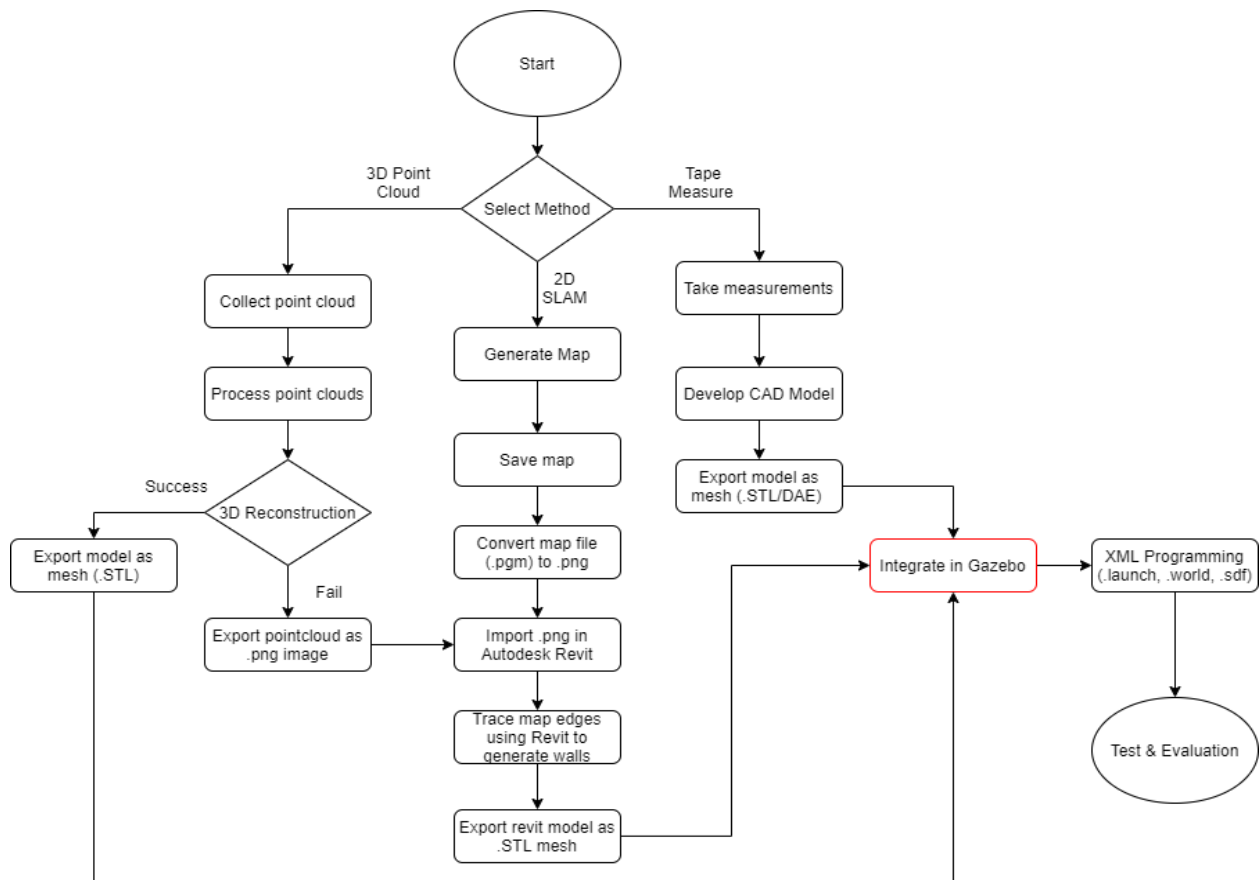 Start
3D Point
Cloud
Tape
Measure
Select Method
2D
SLAM
Collect point cloud
Process point clouds
Success
3D Reconstruction
Export model as
mesh (.STL)
Fail
Export pointcloud as
.png image
Generate Map
Save map
Convert map file
(.pgm) to .png
Import .png in
Autodesk Revit
Trace map edges
using Revit to
generate walls
Export revit model as
.STL mesh
Take measurements
Develop CAD Model
Export model as
mesh (.STL/DAE)
Integrate in Gazebo
XML Programming
(.launch, .world, .sdf)
Test & Evaluation